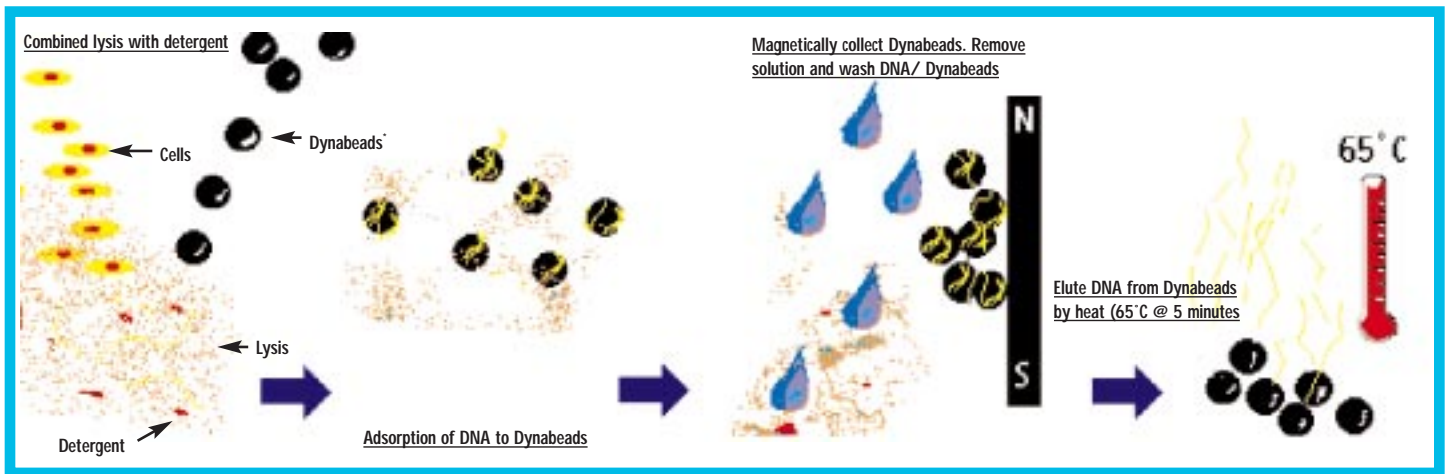 Combined lysis with detergent
Cells
Dynabeads*
Lysis
Detergent
Adsorption of DNA to Dynabeads
Magnetically collect Dynabeads. Remove
solution and wash DNA/ Dynabeads
N
S
Elute DNA from Dynabeads
by heat (65°C @ 5 minutes
65°C